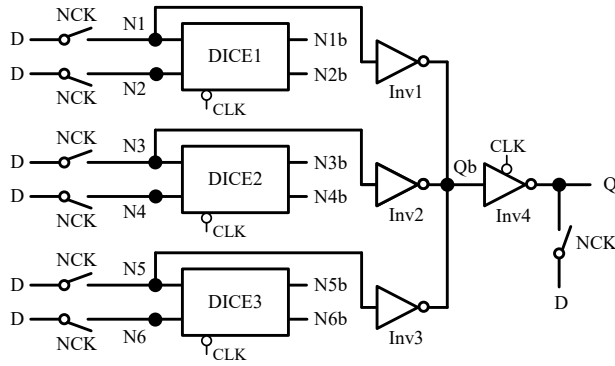 NCK
D
N1
DICE1
N1b
D
N2
N2b
NCK
CLK
Inv1
NCK
D
N3
DICE2
N3b
D
N4
N4b
NCK
CLK
Inv2
Qb
CLK
Inv4
Q
NCK
D
NCK
D
N5
DICE3
N5b
D
N6
N6b
NCK
CLK
Inv3